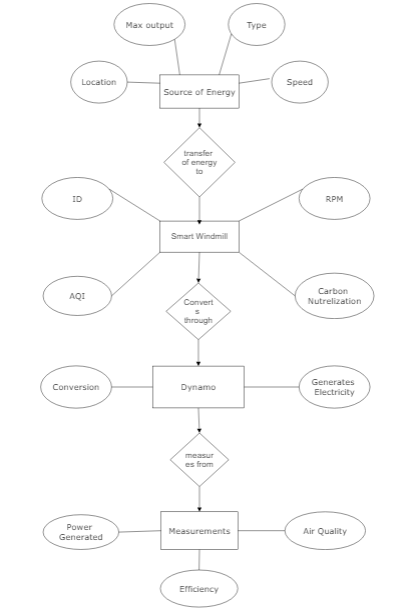 Max output
Type
Location
Source of Energy
Speed
transfer
of energy
to
ID
RPM
Smart Windmill
AQI
Convert
s
through
Carbon
Nutrelization
Conversion
Dynamo
Generates
Electricity
measur
es from
Power
Generated
Measurements
Air Quality
Efficiency